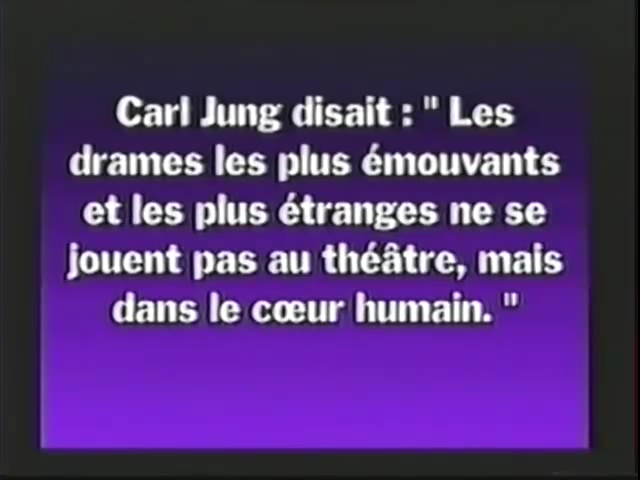 Carl Jung disait : " Les
drames les plus émouvants
et les plus étranges ne se
jouent pas au théâtre, mais
dans le cœur humain. "